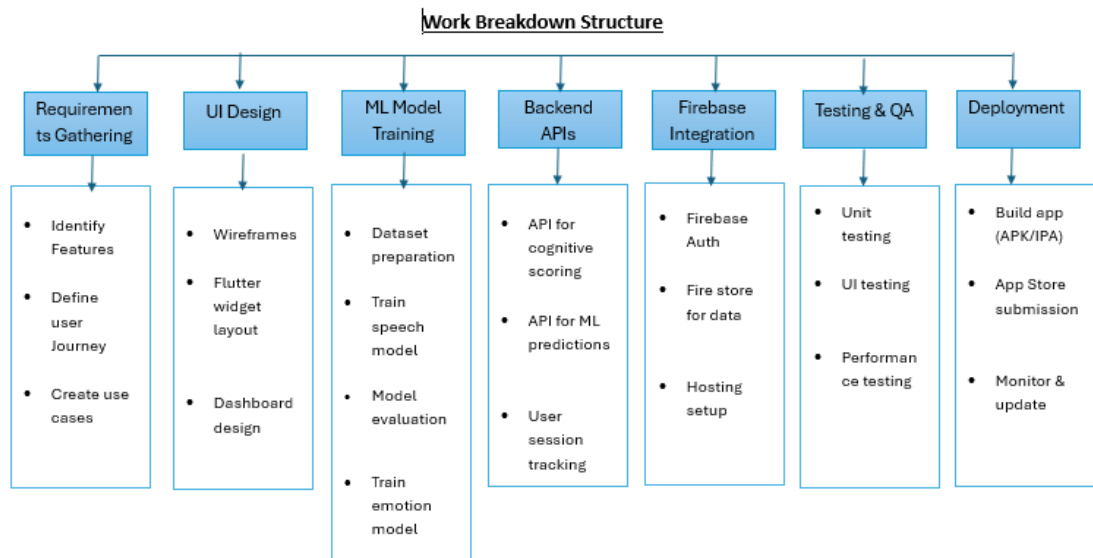 Work Breakdown Structure
Requiremen
ts Gathering
UI Design
ML Model
Training
Backend
APIs
Firebase
Integration
Testing & QA
Deployment
• Identify
Features
• Define
user
Journey
• Create use
cases
• Wireframes
• Flutter
widget
layout
• Dashboard
design
• Dataset
preparation
• Train
speech
model
• Model
evaluation
• Train
emotion
model
• API for
cognitive
scoring
• API for ML
predictions
• User
session
tracking
• Firebase
Auth
• Fire store
for data
• Hosting
setup
• Unit
testing
• UI testing
• Performan
ce testing
• Build app
(APK/IPA)
• App Store
submission
• Monitor &
update